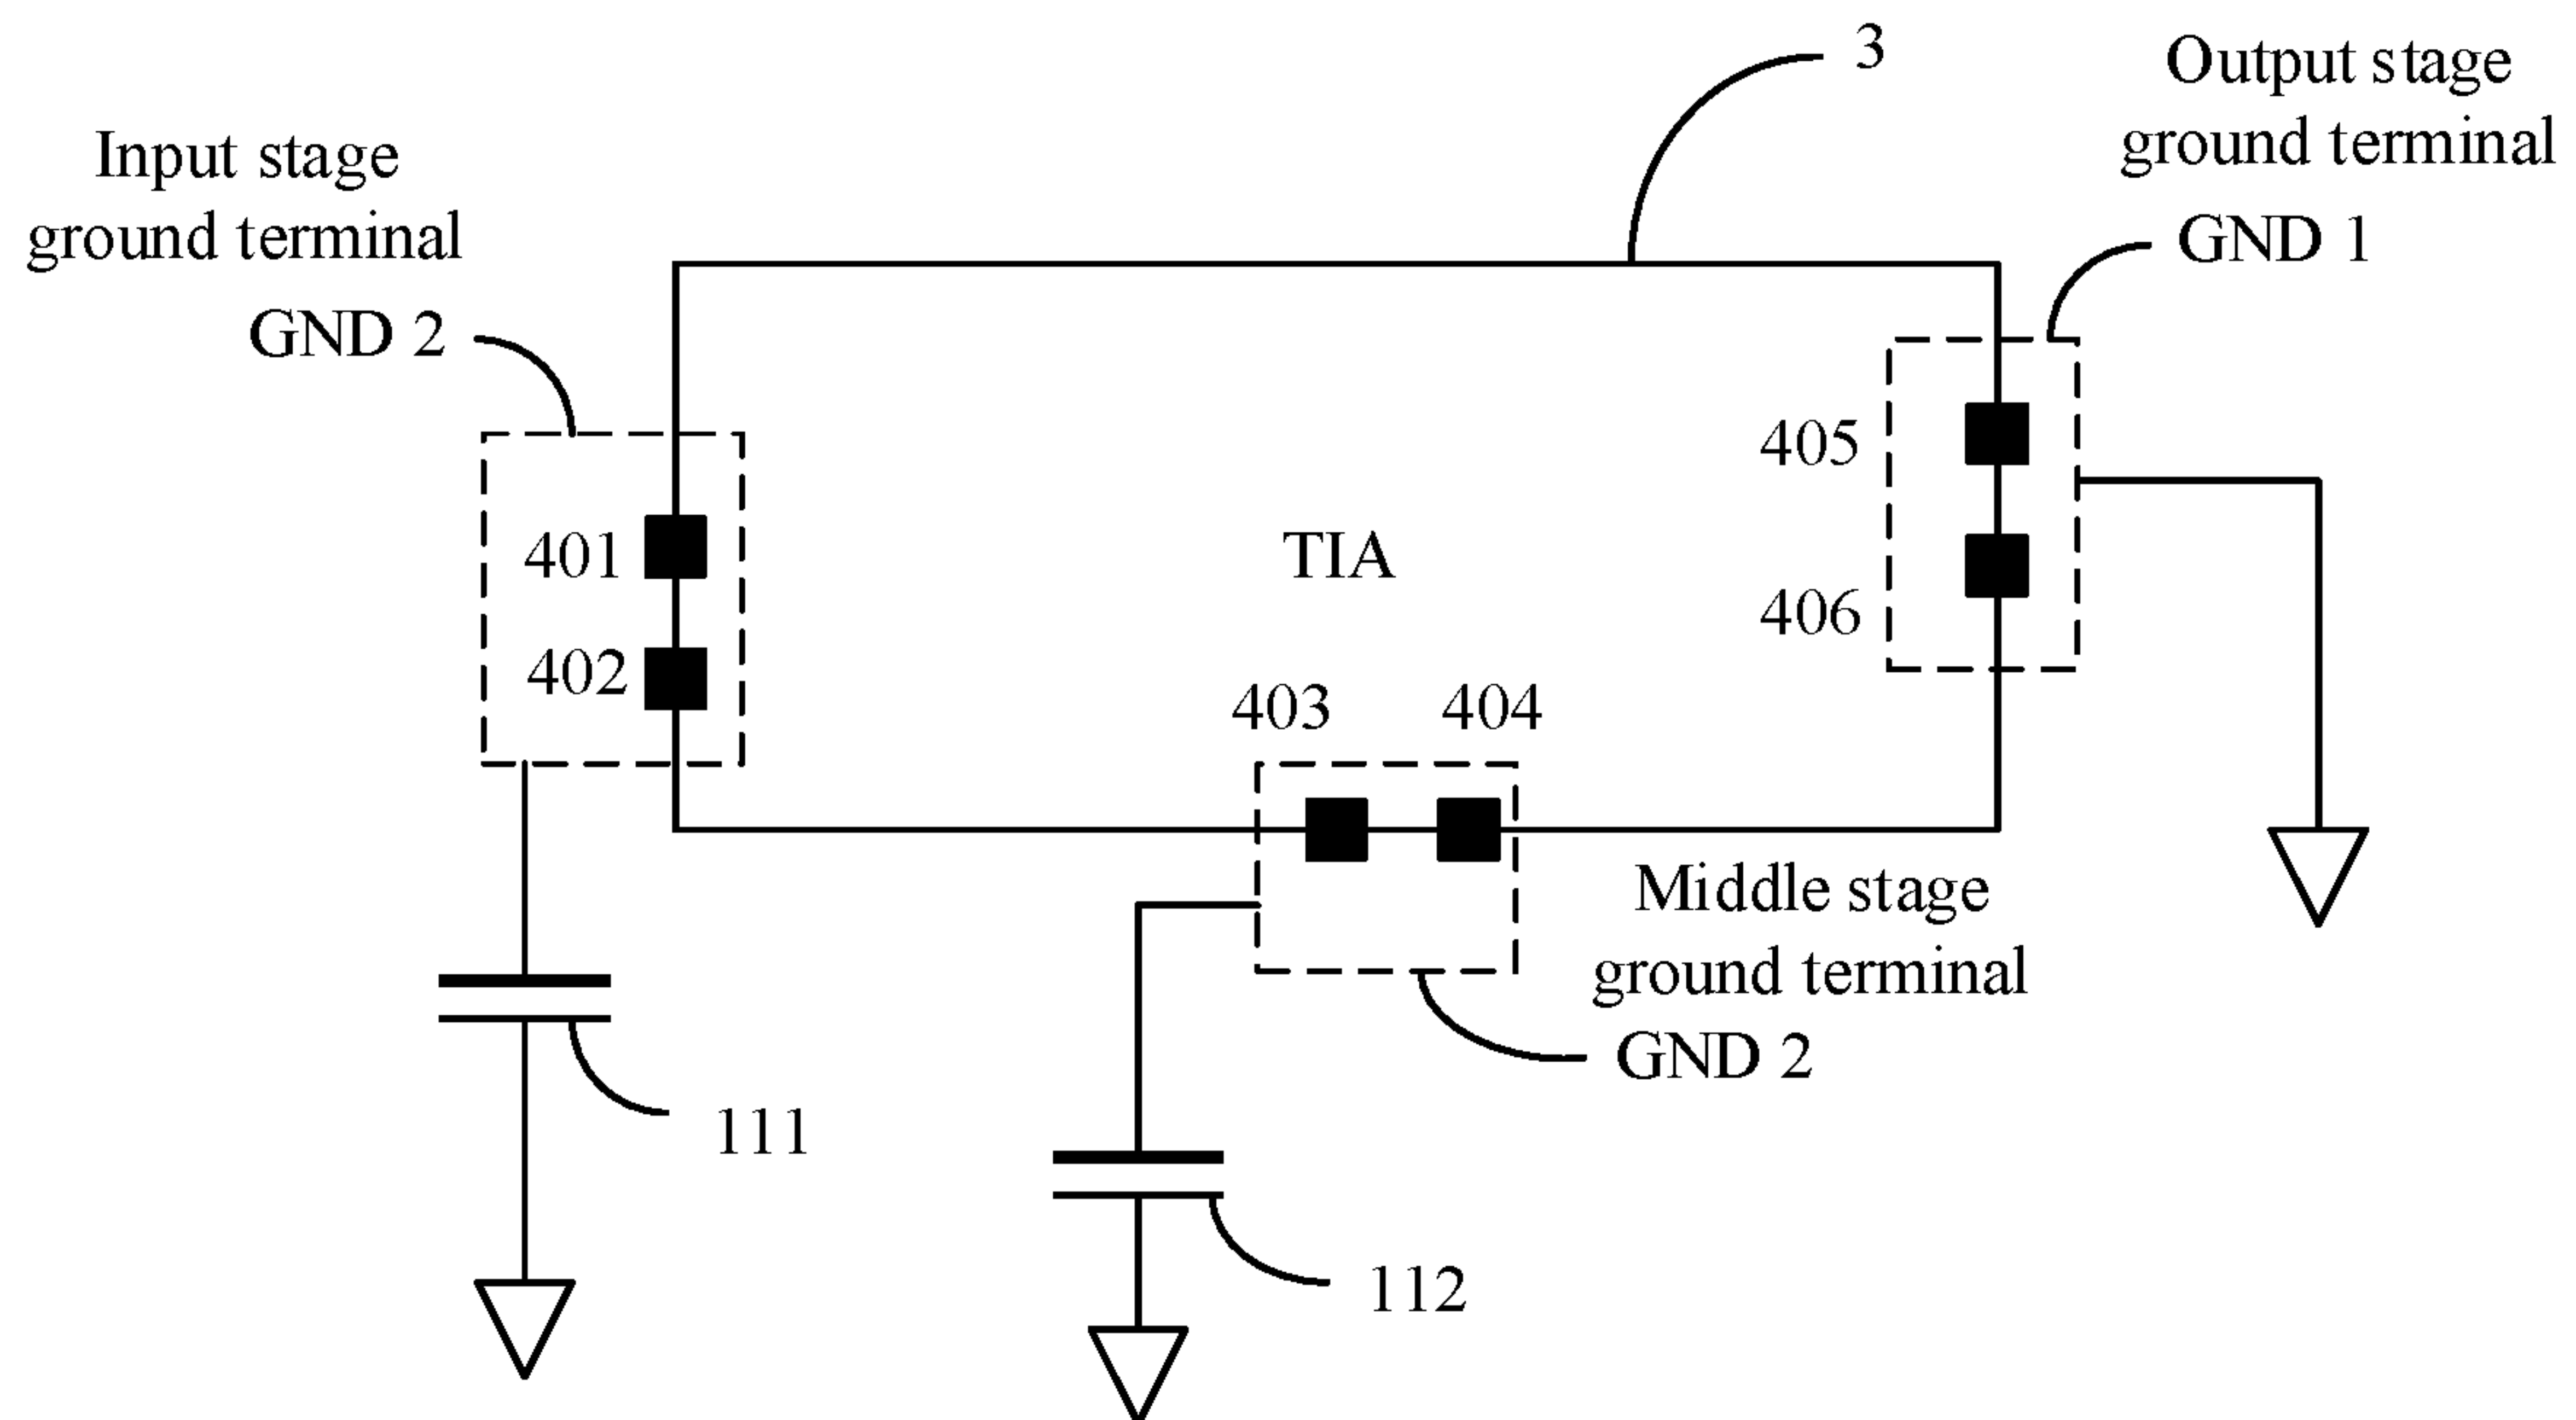 3
Output stage
ground terminal
GND 1
Input stage
ground terminal
GND 2
405
401
TIA
406
402
403
404
Middle stage
ground terminal
GND 2
111
112